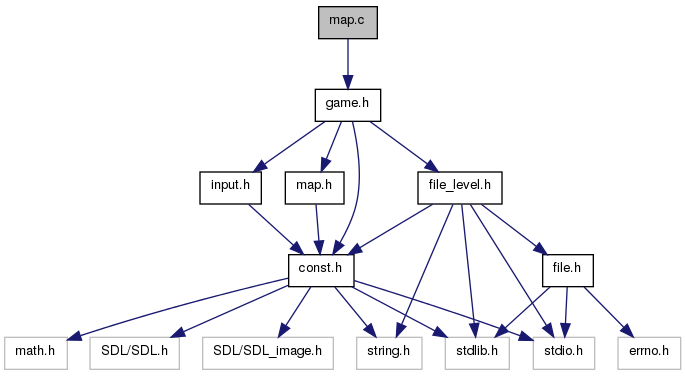 map.c
game.h
input.h
map.h
file_level.h
const.h
file.h
math.h
SDL/SDL.h
SDL/SDL_image.h
string.h
stdlib.h
stdio.h
errno.h